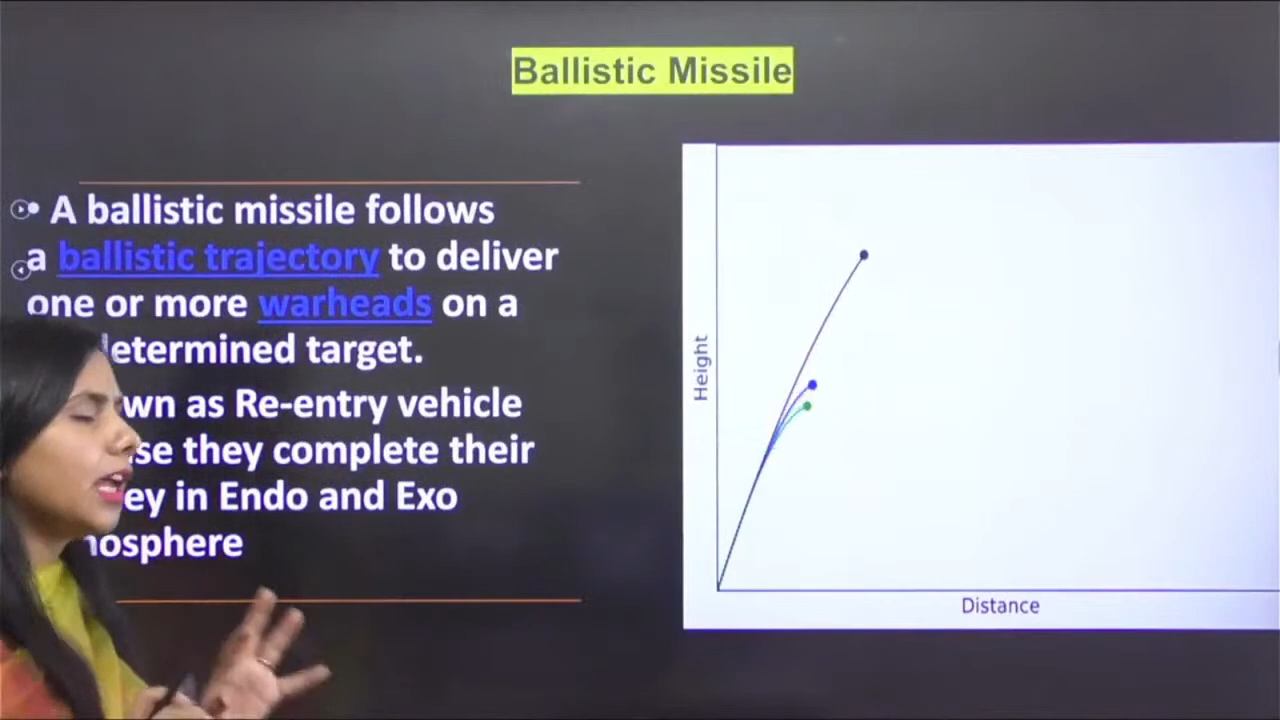 Ballistic Missile
• A ballistic missile follows
a ballistic trajectory to deliver
one or more warheads on a
etermined target.
wn as Re-entry vehicle
se they complete their
ey in Endo and Exo
osphere
Height
Distance